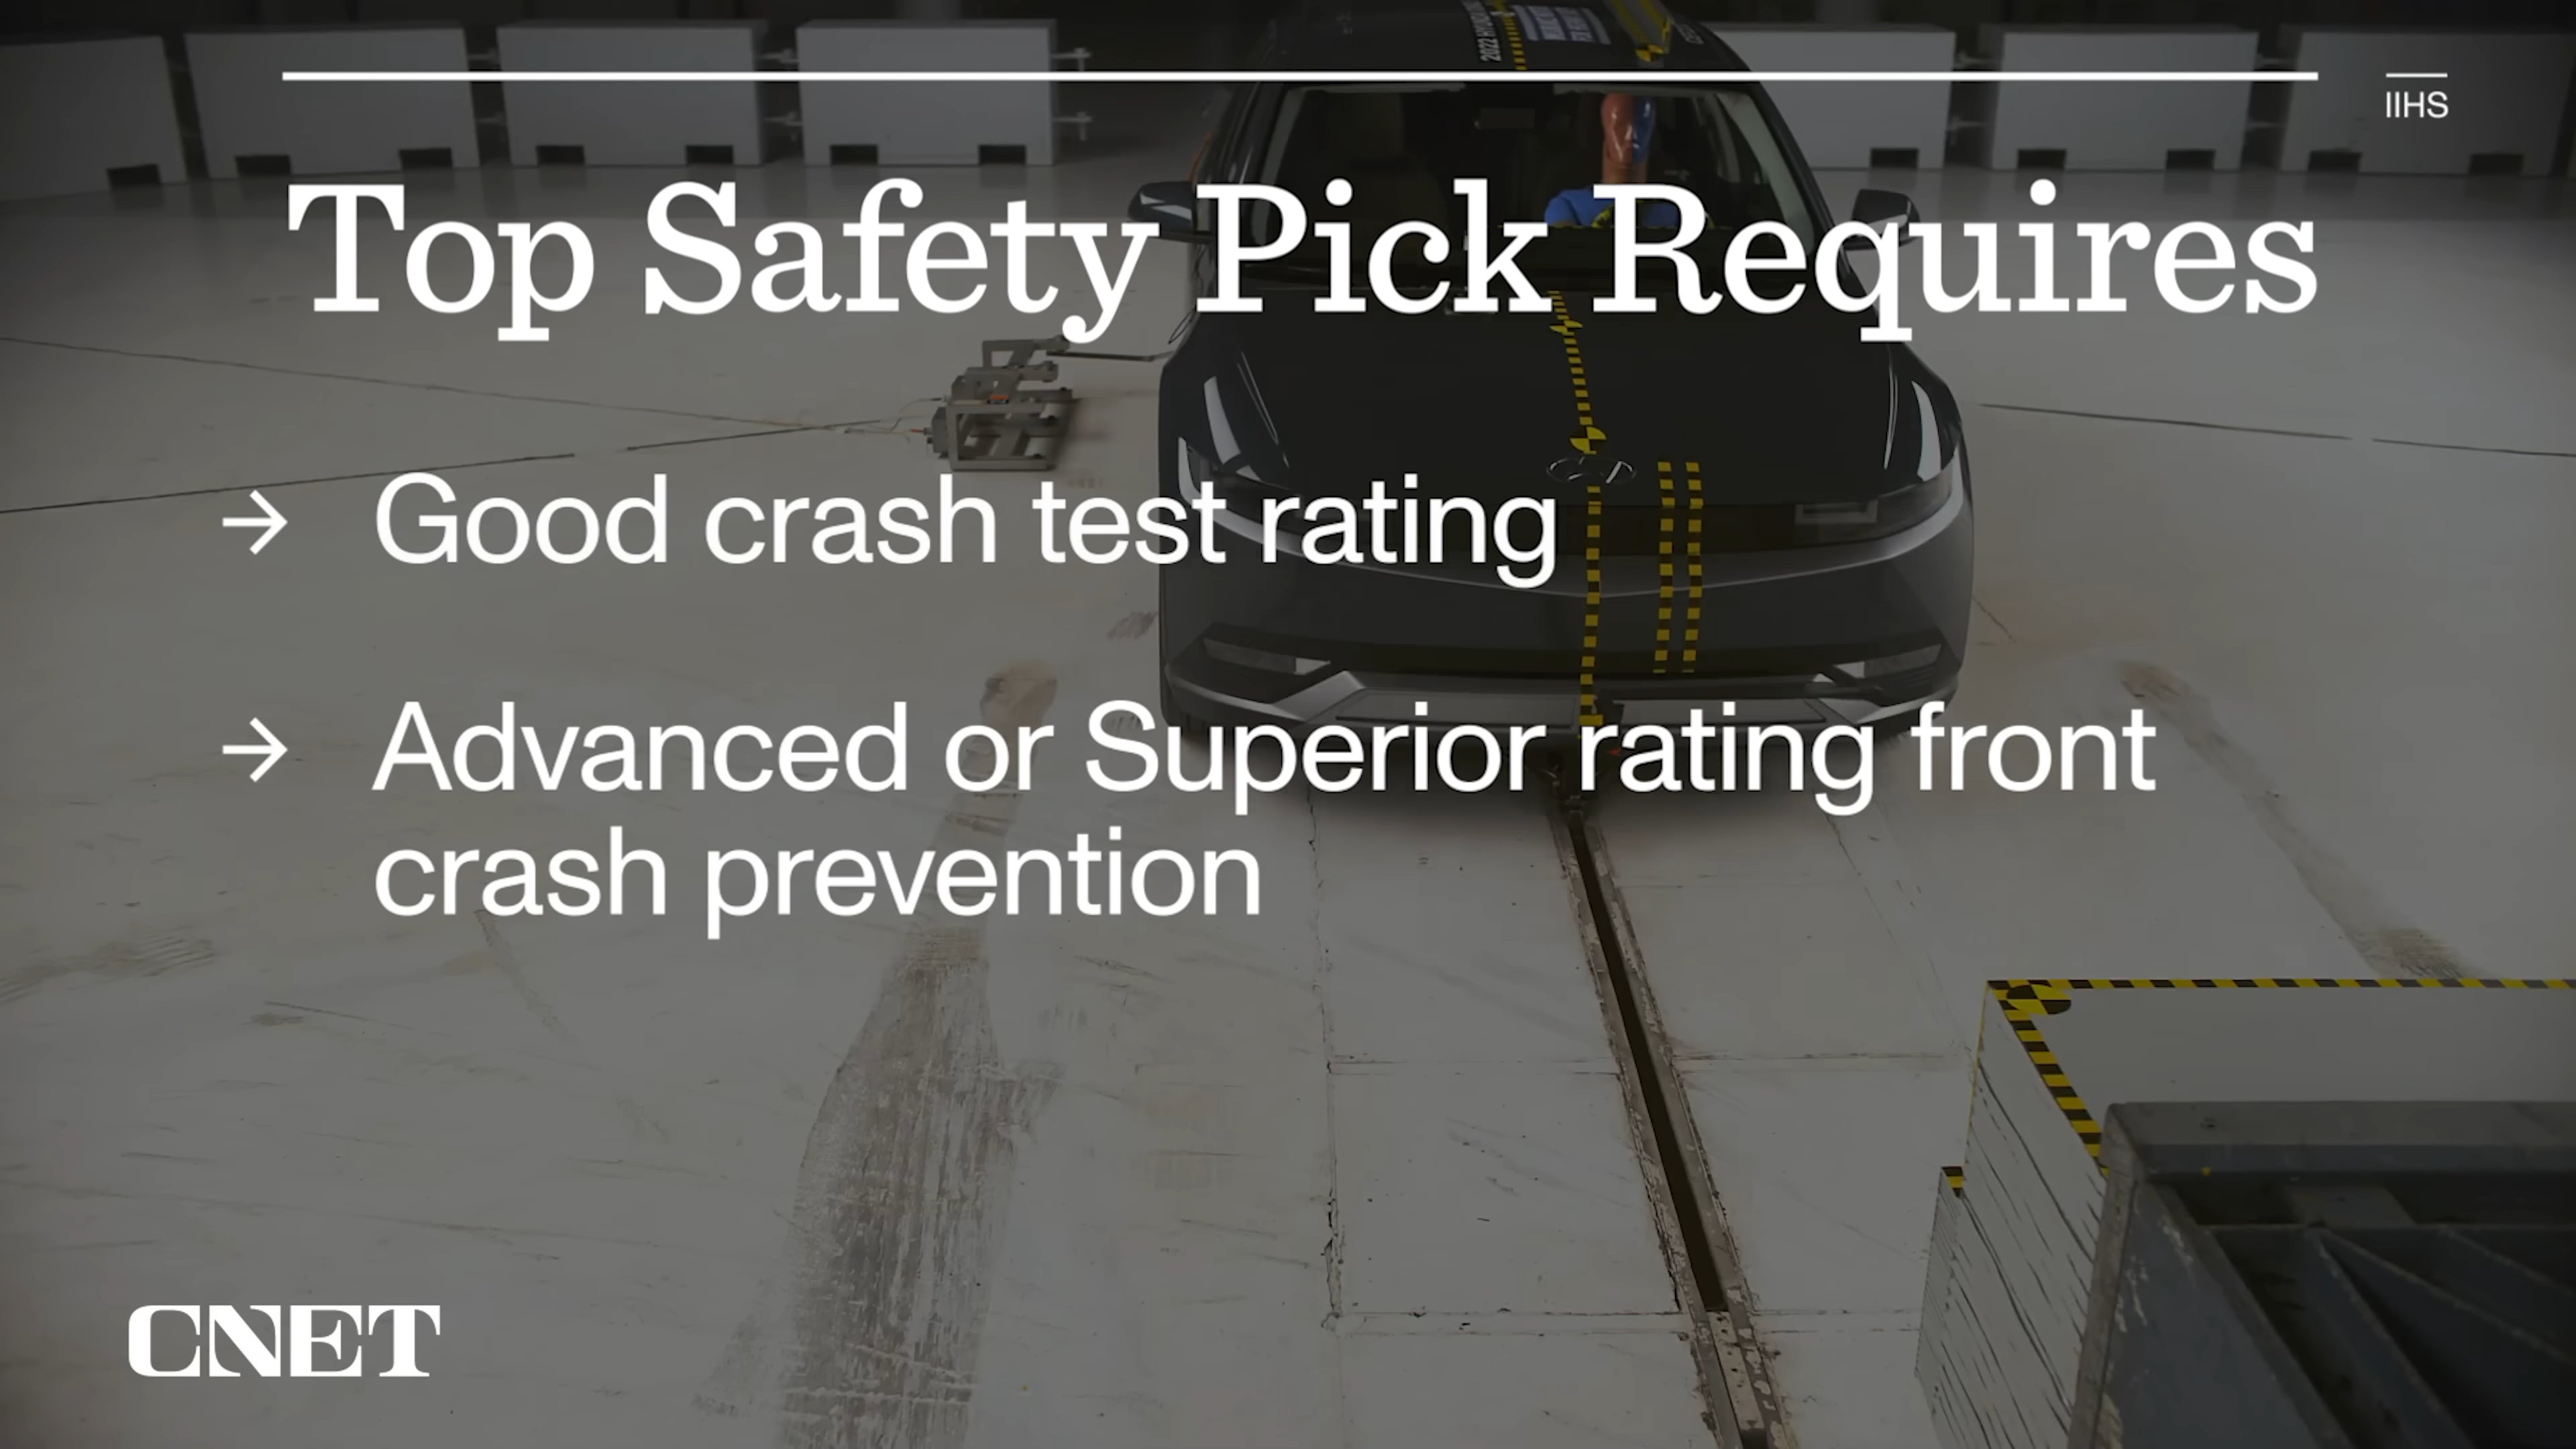 IIHS
Top Safety Pick Requires
→ Good crash test rating
→ Advanced or Superior rating front
crash prevention
CNET